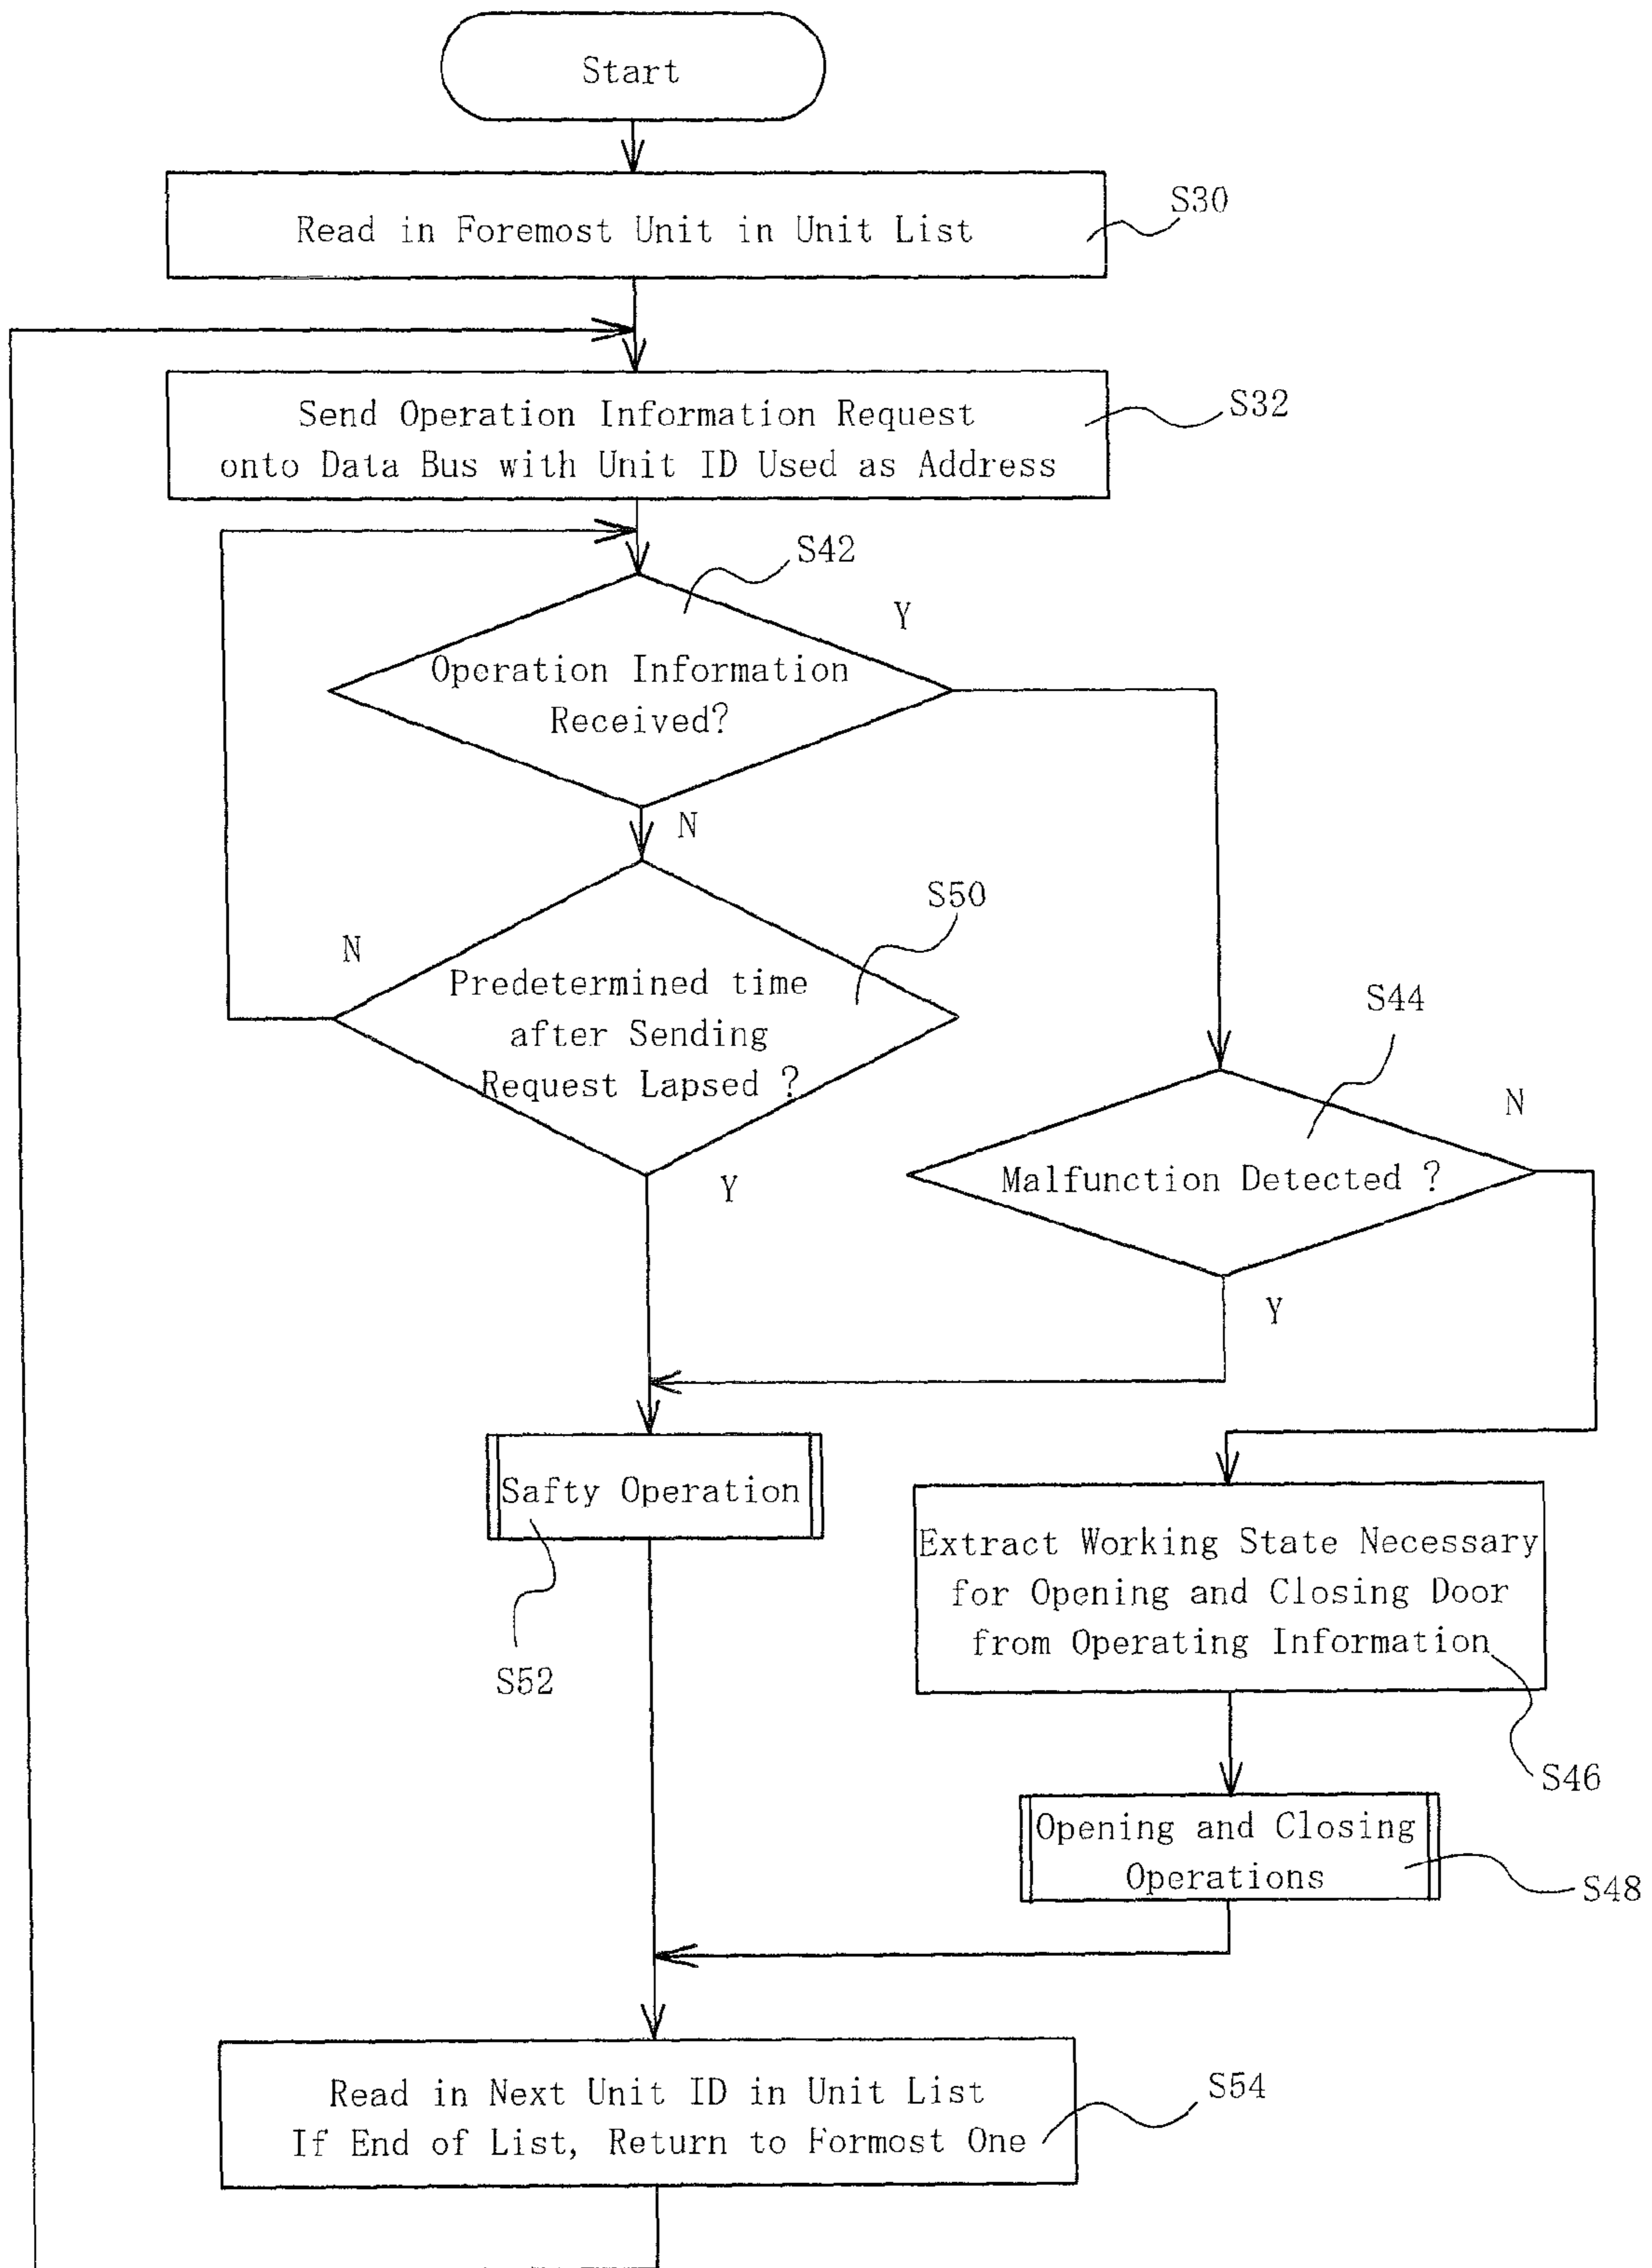 Start
Read in Foremost Unit in Unit List
S30
Send Operation Information Request
onto Data Bus with Unit ID Used as Address
S32
S42
Y
Operation Information
Received?
N
S50
N
Predetermined time
after Sending
Request Lapsed ?
Y
S44
N
Malfunction Detected ?
Y
Safty Operation
S52
Extract Working State Necessary
for Opening and Closing Door
from Operating Information
S46
Opening and Closing
Operations
S48
Read in Next Unit ID in Unit List
If End of List, Return to Formost One
S54